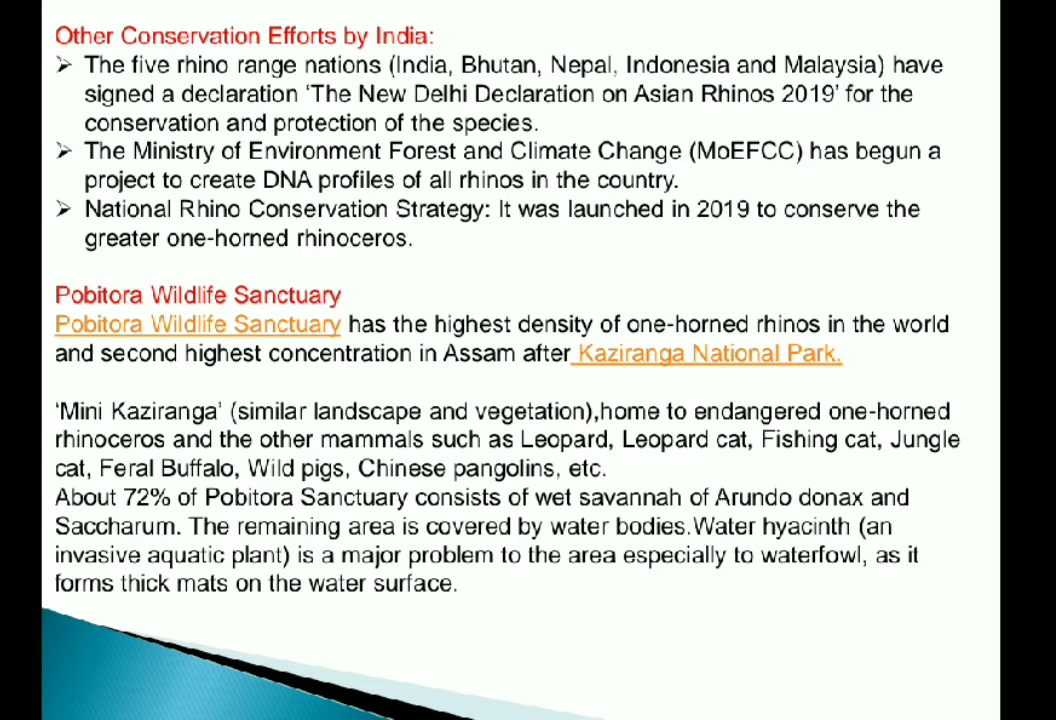 Other Conservation Efforts by India:
➢ The five rhino range nations (India, Bhutan, Nepal, Indonesia and Malaysia) have
signed a declaration ‘The New Delhi Declaration on Asian Rhinos 2019’ for the
conservation and protection of the species.
➢ The Ministry of Environment Forest and Climate Change (MoEFCC) has begun a
project to create DNA profiles of all rhinos in the country.
➢ National Rhino Conservation Strategy: It was launched in 2019 to conserve the
greater one-horned rhinoceros.
Pobitora Wildlife Sanctuary
Pobitora Wildlife Sanctuary has the highest density of one-horned rhinos in the world
and second highest concentration in Assam after Kaziranga National Park.
‘Mini Kaziranga’ (similar landscape and vegetation),home to endangered one-horned
rhinoceros and the other mammals such as Leopard, Leopard cat, Fishing cat, Jungle
cat, Feral Buffalo, Wild pigs, Chinese pangolins, etc.
About 72% of Pobitora Sanctuary consists of wet savannah of Arundo donax and
Saccharum. The remaining area is covered by water bodies.Water hyacinth (an
invasive aquatic plant) is a major problem to the area especially to waterfowl, as it
forms thick mats on the water surface.